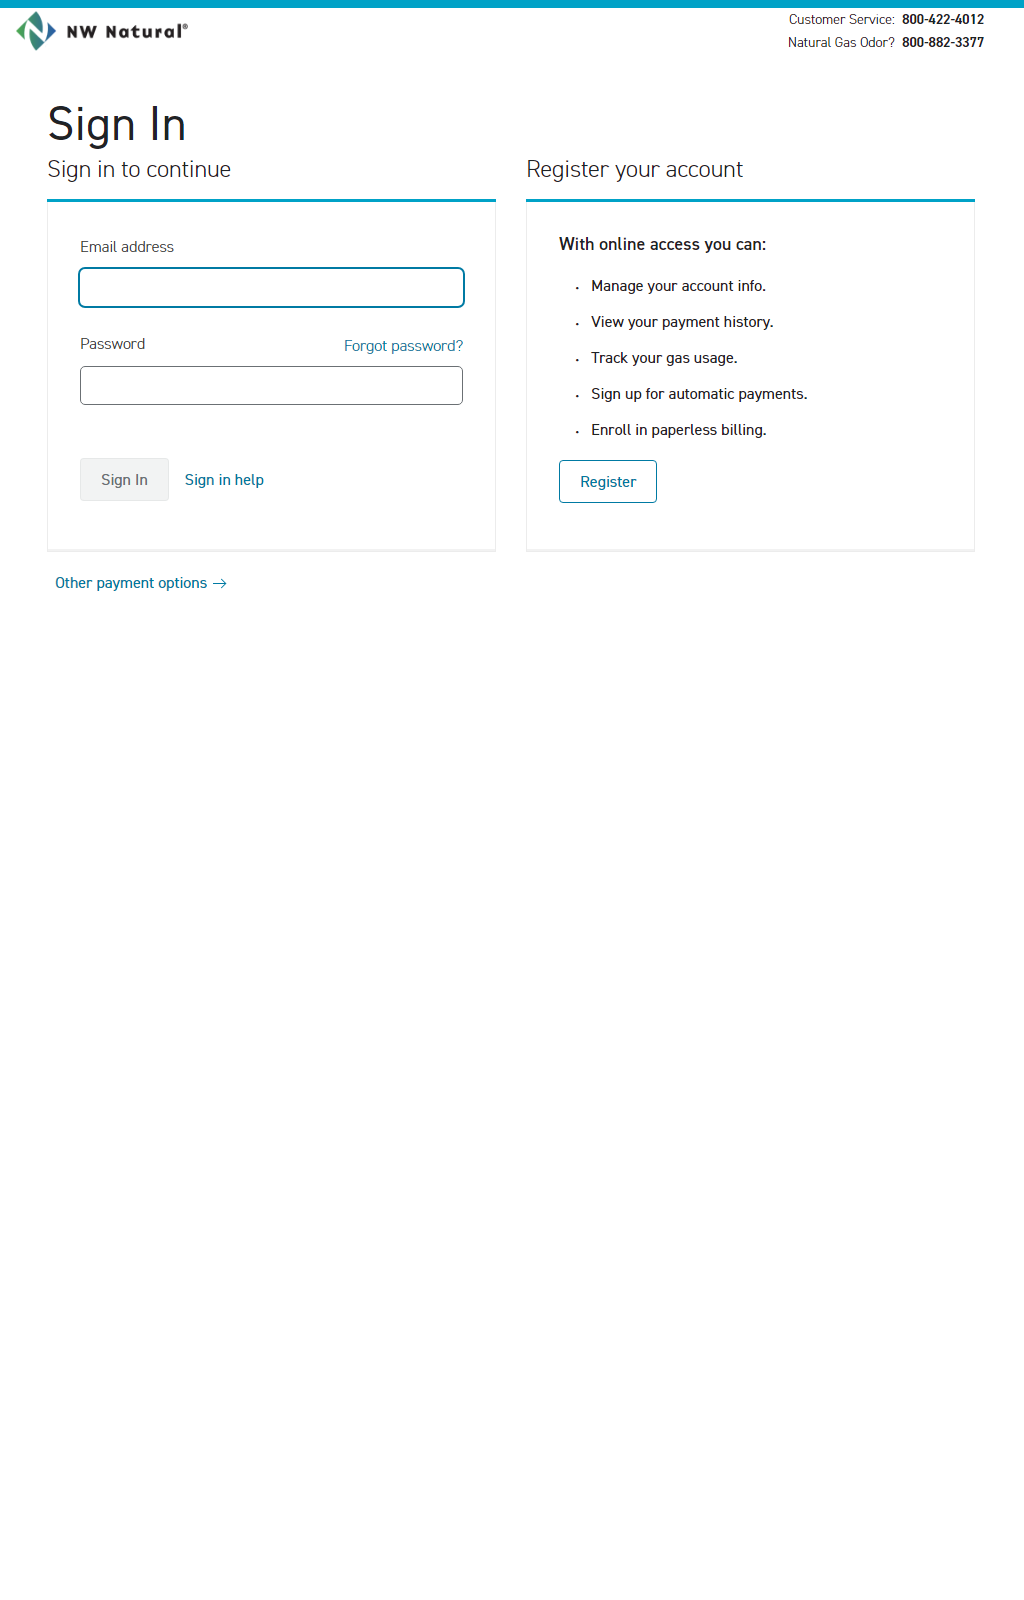 NW Natural®
Customer Service: 800-422-4012
Natural Gas Odor? 800-882-3377
Sign In
Sign in to continue
Email address
Password
Forgot password?
Sign In
Sign in help
Register your account
With online access you can:
• Manage your account info.
• View your payment history.
• Track your gas usage.
• Sign up for automatic payments.
• Enroll in paperless billing.
Register
Other payment options →